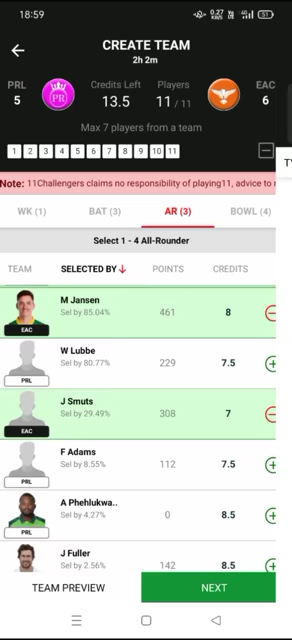 18:59
0.27
KB/S
51
CREATE TEAM
2h 2m
PRL
5
PR
Credits Left
13.5
Players
11 / 11
EAC
6
Max 7 players from a team
1 2 3 4 5 6 7 8 9 10 11
Note: 11Challengers claims no responsibility of playing11, advice to
WK (1) BAT (3) AR (3) BOWL (4)
Select 1 - 4 All-Rounder
TEAM SELECTED BY ↓ POINTS CREDITS
M Jansen
Sel by 85.04% 461 8
EAC
W Lubbe
Sel by 80.77% 229 7.5
PRL
J Smuts
Sel by 29.49% 308 7
EAC
F Adams
Sel by 8.55% 112 7.5
PRL
A Phehlukwa..
Sel by 4.27% 0 8.5
PRL
J Fuller
Sel by 2.56% 142 8.5
TEAM PREVIEW NEXT